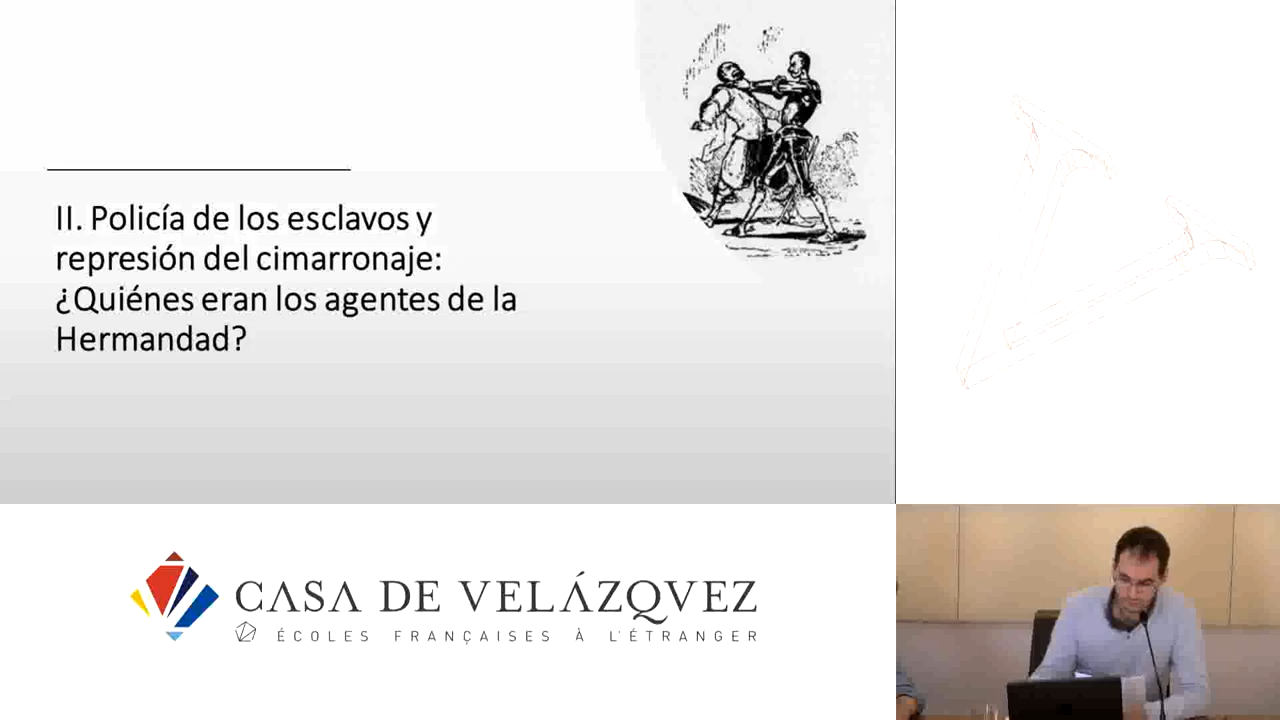 II. Policía de los esclavos y
represión del cimarronaje:
¿Quiénes eran los agentes de la
Hermandad?
CASA DE VELÁZQVEZ
ÉCOLES FRANÇAISES À L'ÉTRANGER